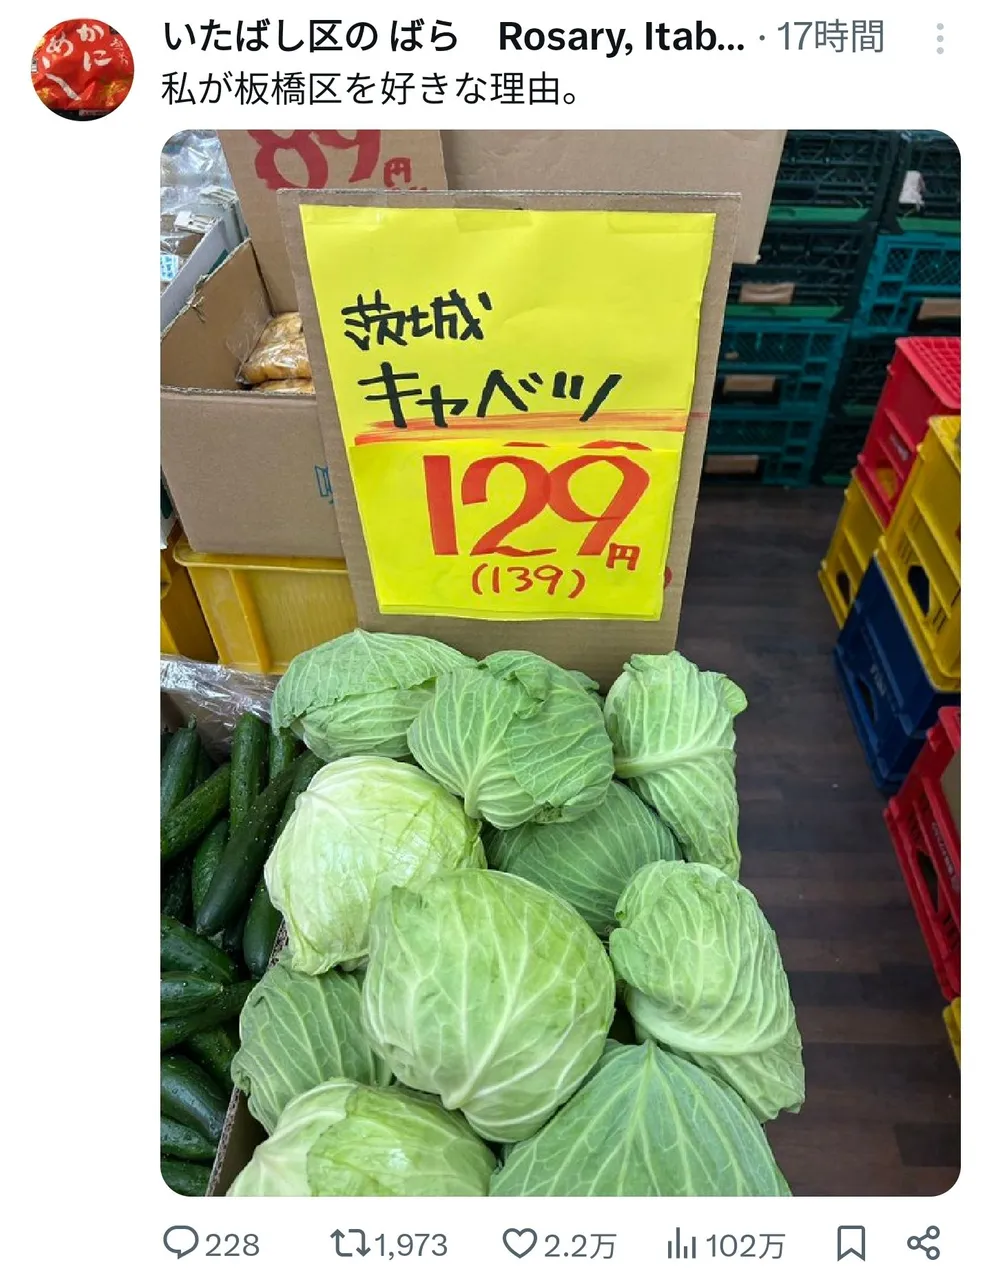 いたばし区の ばら　Rosary, Itab... · 17時間
私が板橋区を好きな理由。
89円
茨城
キャベツ
129円
(139)
228 1,973 2.2万 102万